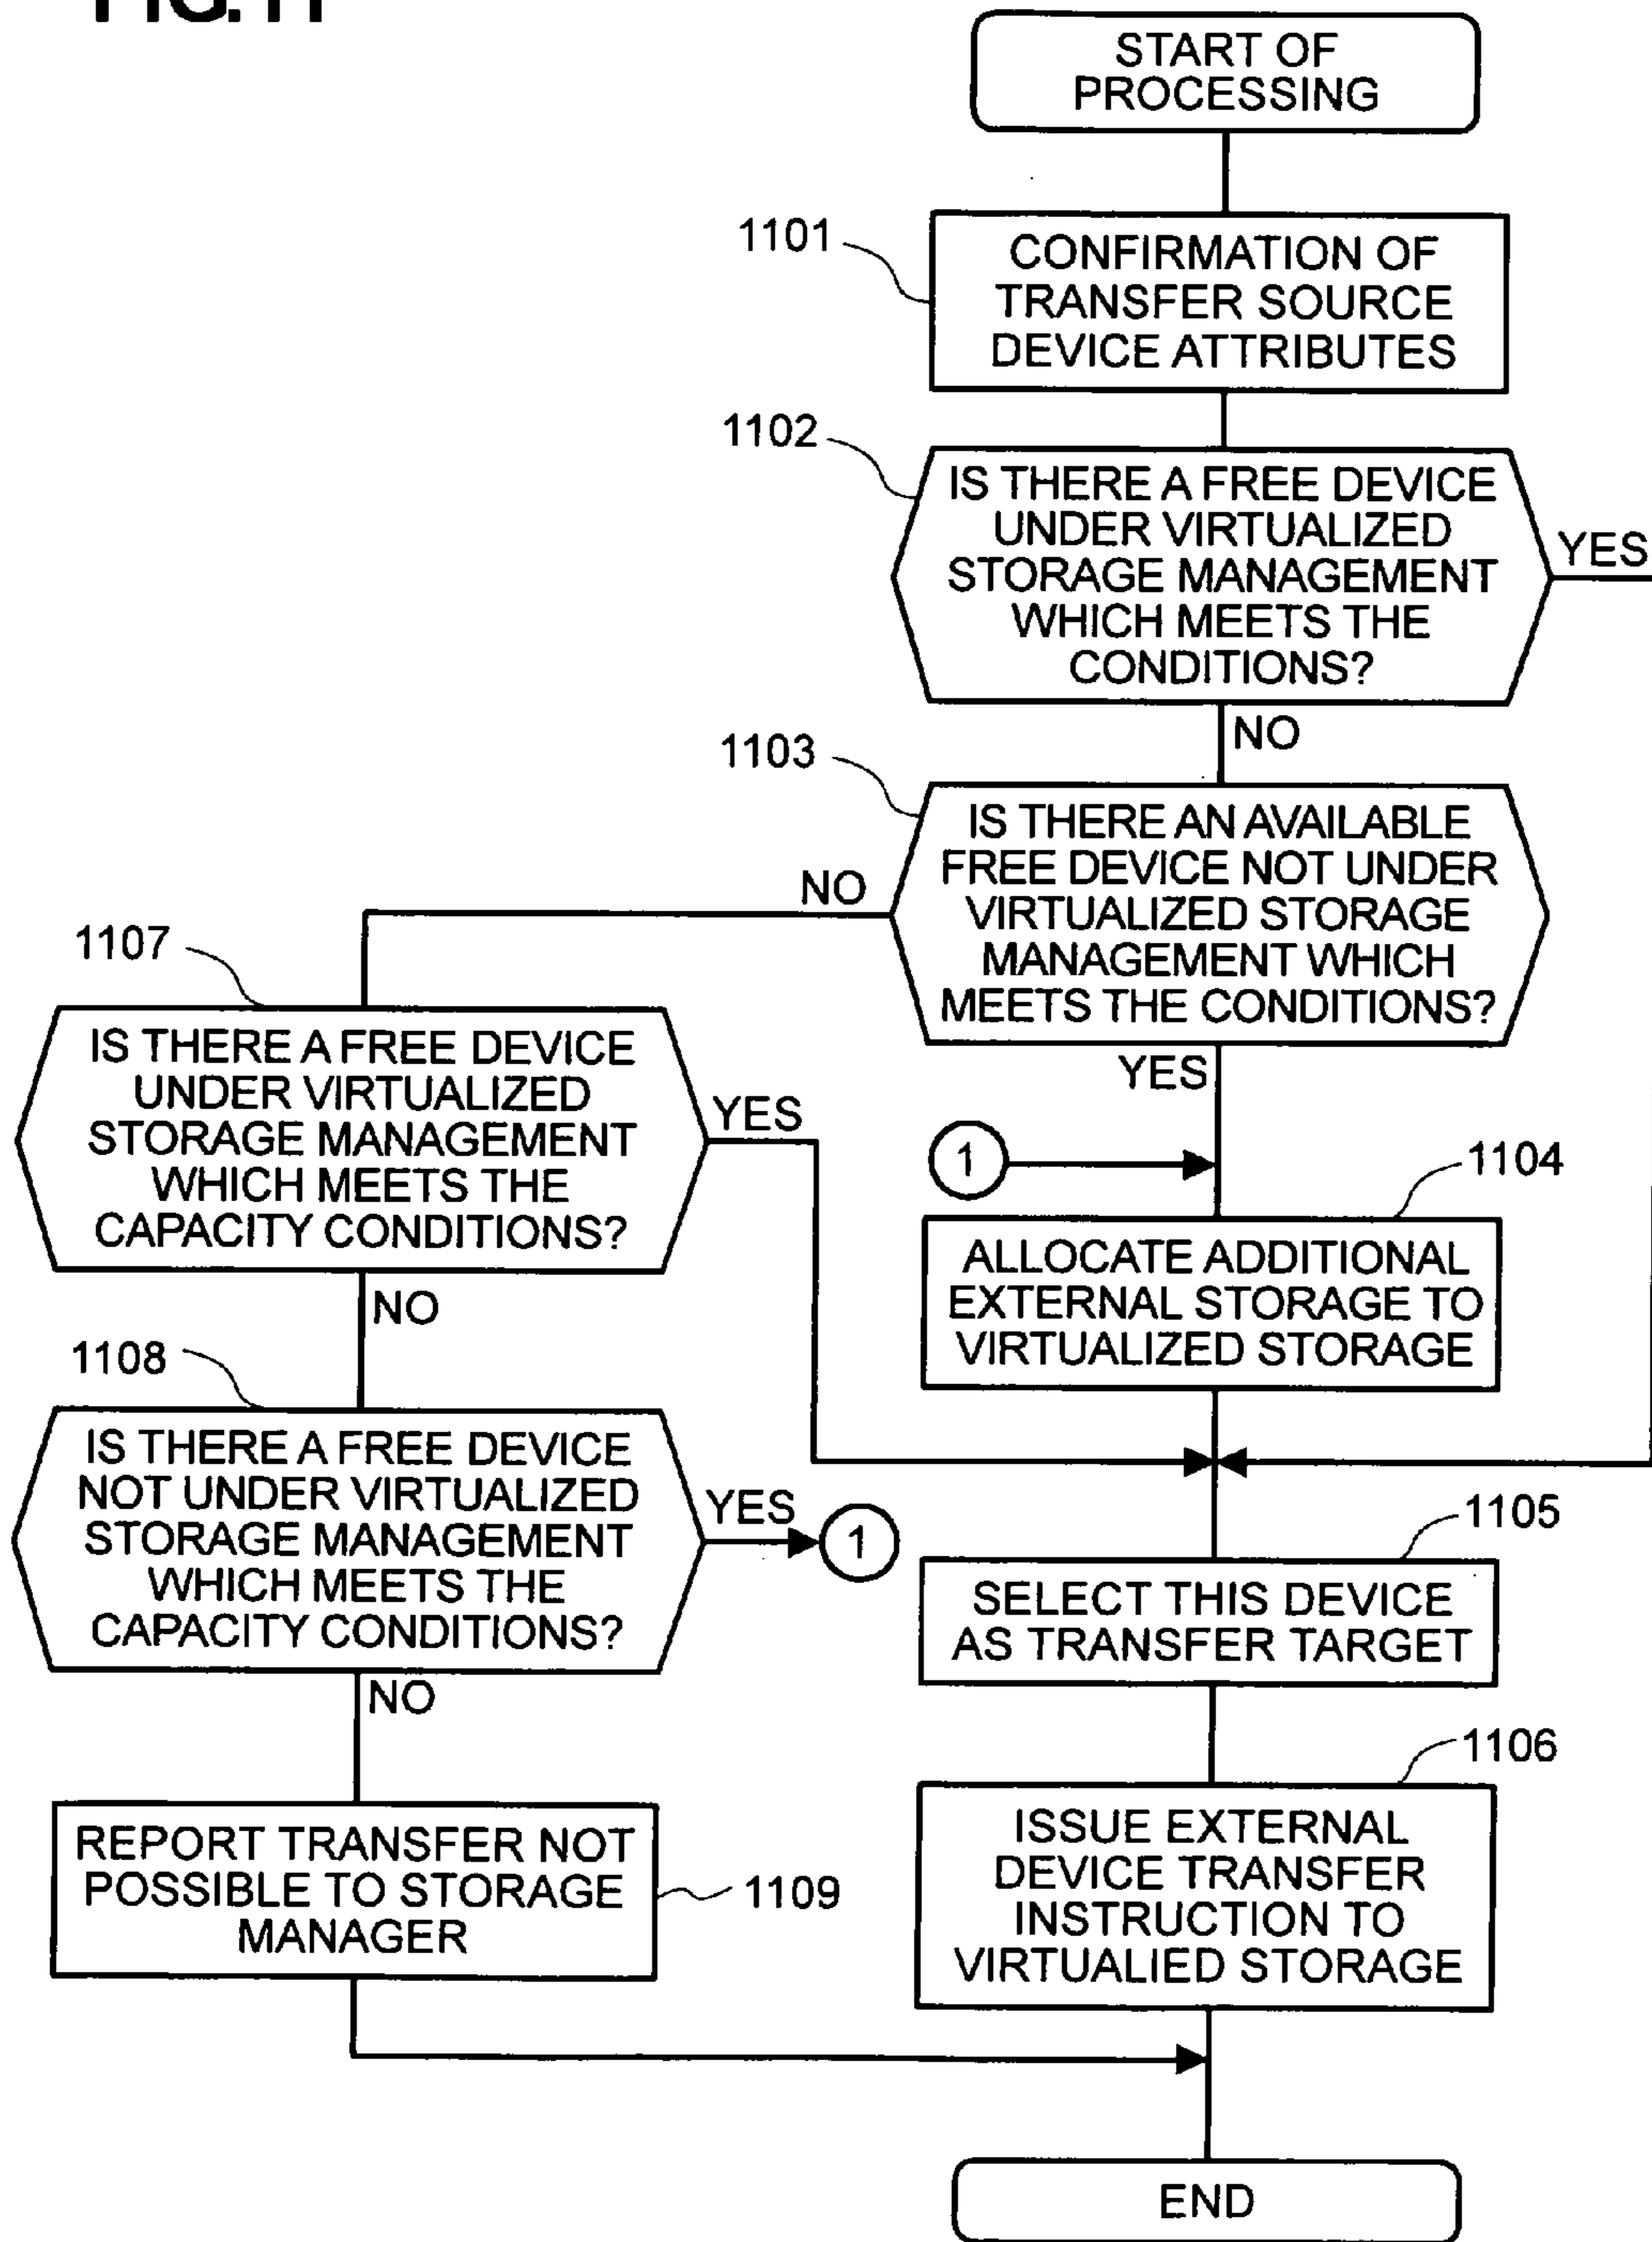 FIG. 11
START OF
PROCESSING
1101
CONFIRMATION OF
TRANSFER SOURCE
DEVICE ATTRIBUTES
1102
IS THERE A FREE DEVICE
UNDER VIRTUALIZED
STORAGE MANAGEMENT
WHICH MEETS THE
CONDITIONS?
YES
NO
1103
IS THERE AN AVAILABLE
FREE DEVICE NOT UNDER
VIRTUALIZED STORAGE
MANAGEMENT WHICH
MEETS THE CONDITIONS?
NO
YES
1107
IS THERE A FREE DEVICE
UNDER VIRTUALIZED
STORAGE MANAGEMENT
WHICH MEETS THE
CAPACITY CONDITIONS?
YES
NO
1
1104
ALLOCATE ADDITIONAL
EXTERNAL STORAGE TO
VIRTUALIZED STORAGE
1108
IS THERE A FREE DEVICE
NOT UNDER VIRTUALIZED
STORAGE MANAGEMENT
WHICH MEETS THE
CAPACITY CONDITIONS?
YES
1
NO
1105
SELECT THIS DEVICE
AS TRANSFER TARGET
1106
ISSUE EXTERNAL
DEVICE TRANSFER
INSTRUCTION TO
VIRTUALIED STORAGE
REPORT TRANSFER NOT
POSSIBLE TO STORAGE
MANAGER
1109
END